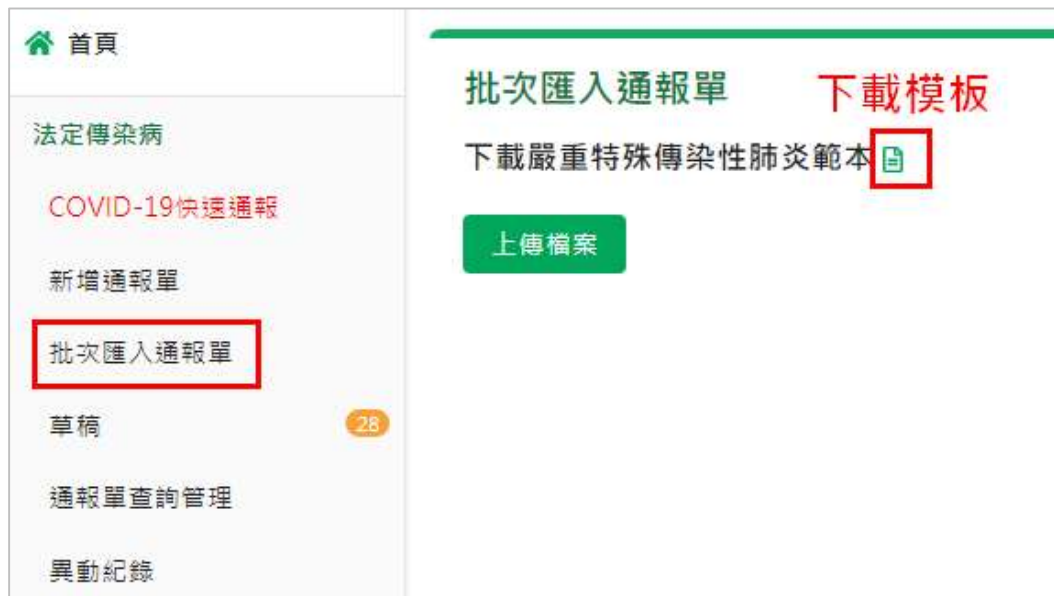 首頁
法定傳染病
COVID-19快速通報
新增通報單
批次匯入通報單
草稿 28
通報單查詢管理
異動紀錄
批次匯入通報單 下載模板
下載嚴重特殊傳染性肺炎範本
上傳檔案